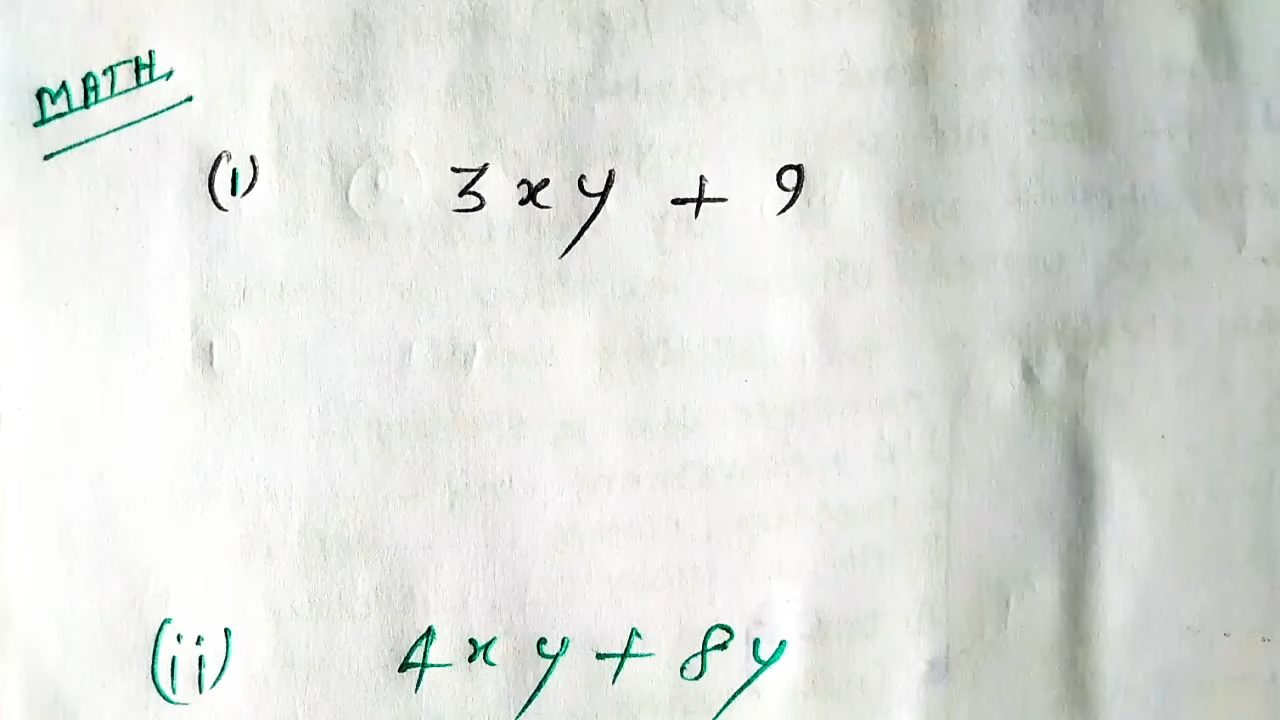 MATH,
(i) 3xy + 9
(ii) 4xy + 8y